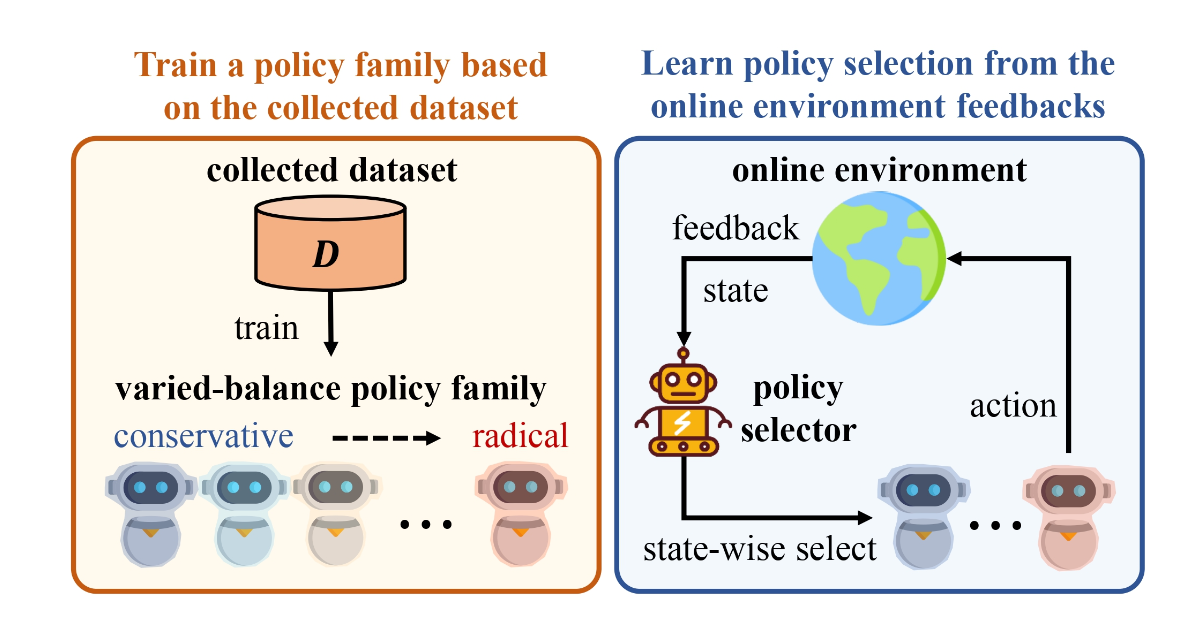 Train a policy family based
on the collected dataset
collected dataset
D
train
varied-balance policy family
conservative
radical
...
Learn policy selection from the
online environment feedbacks
online environment
feedback
state
policy
selector
action
state-wise select
...